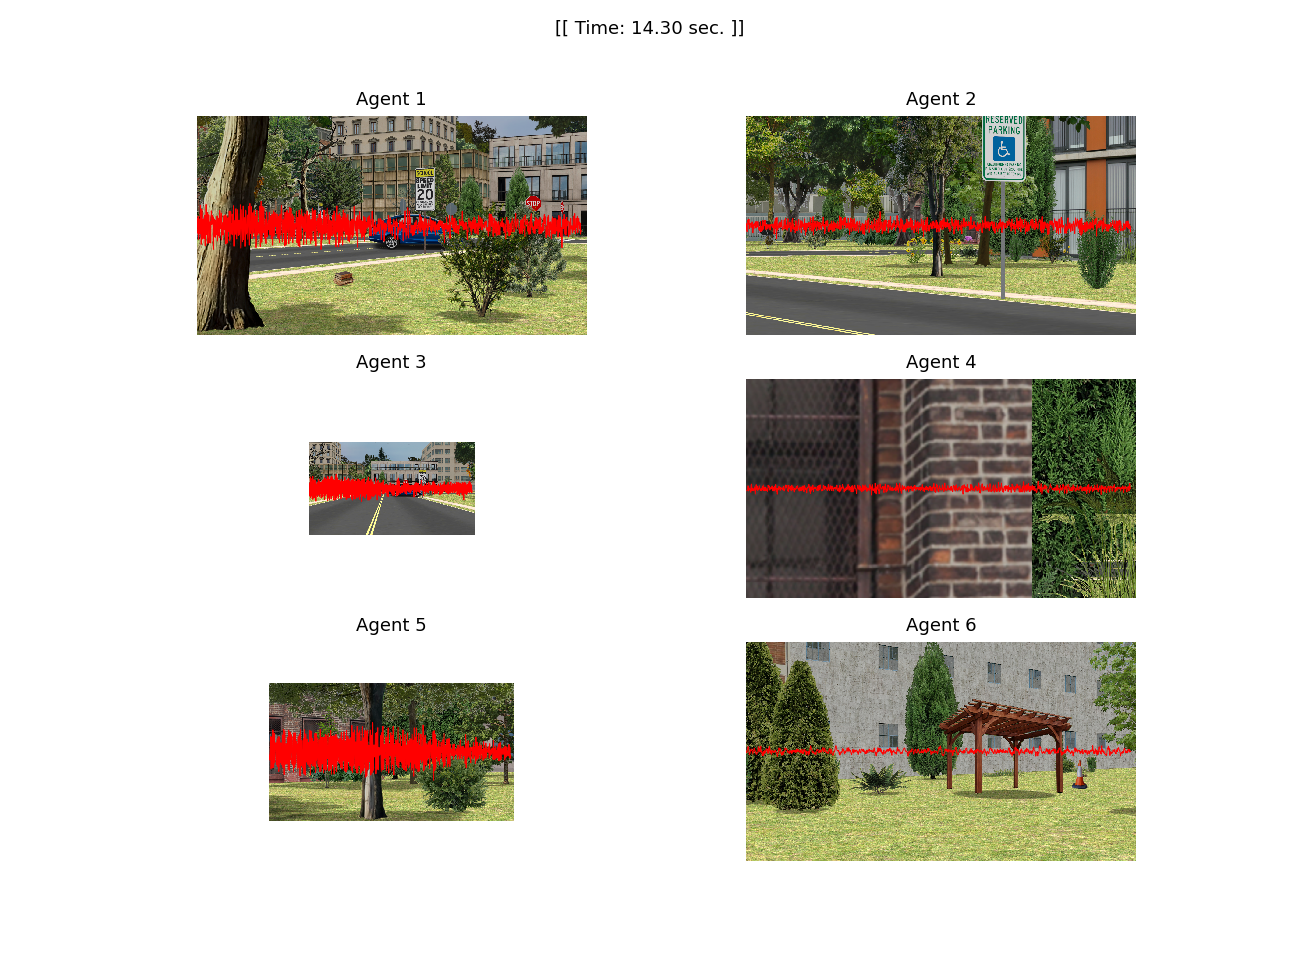 [[ Time: 14.30 sec. ]]
Agent 1
SPEED
LIMIT
20
STOP
Agent 2
RESERVED
PARKING
Agent 3
Agent 4
Agent 5
Agent 6